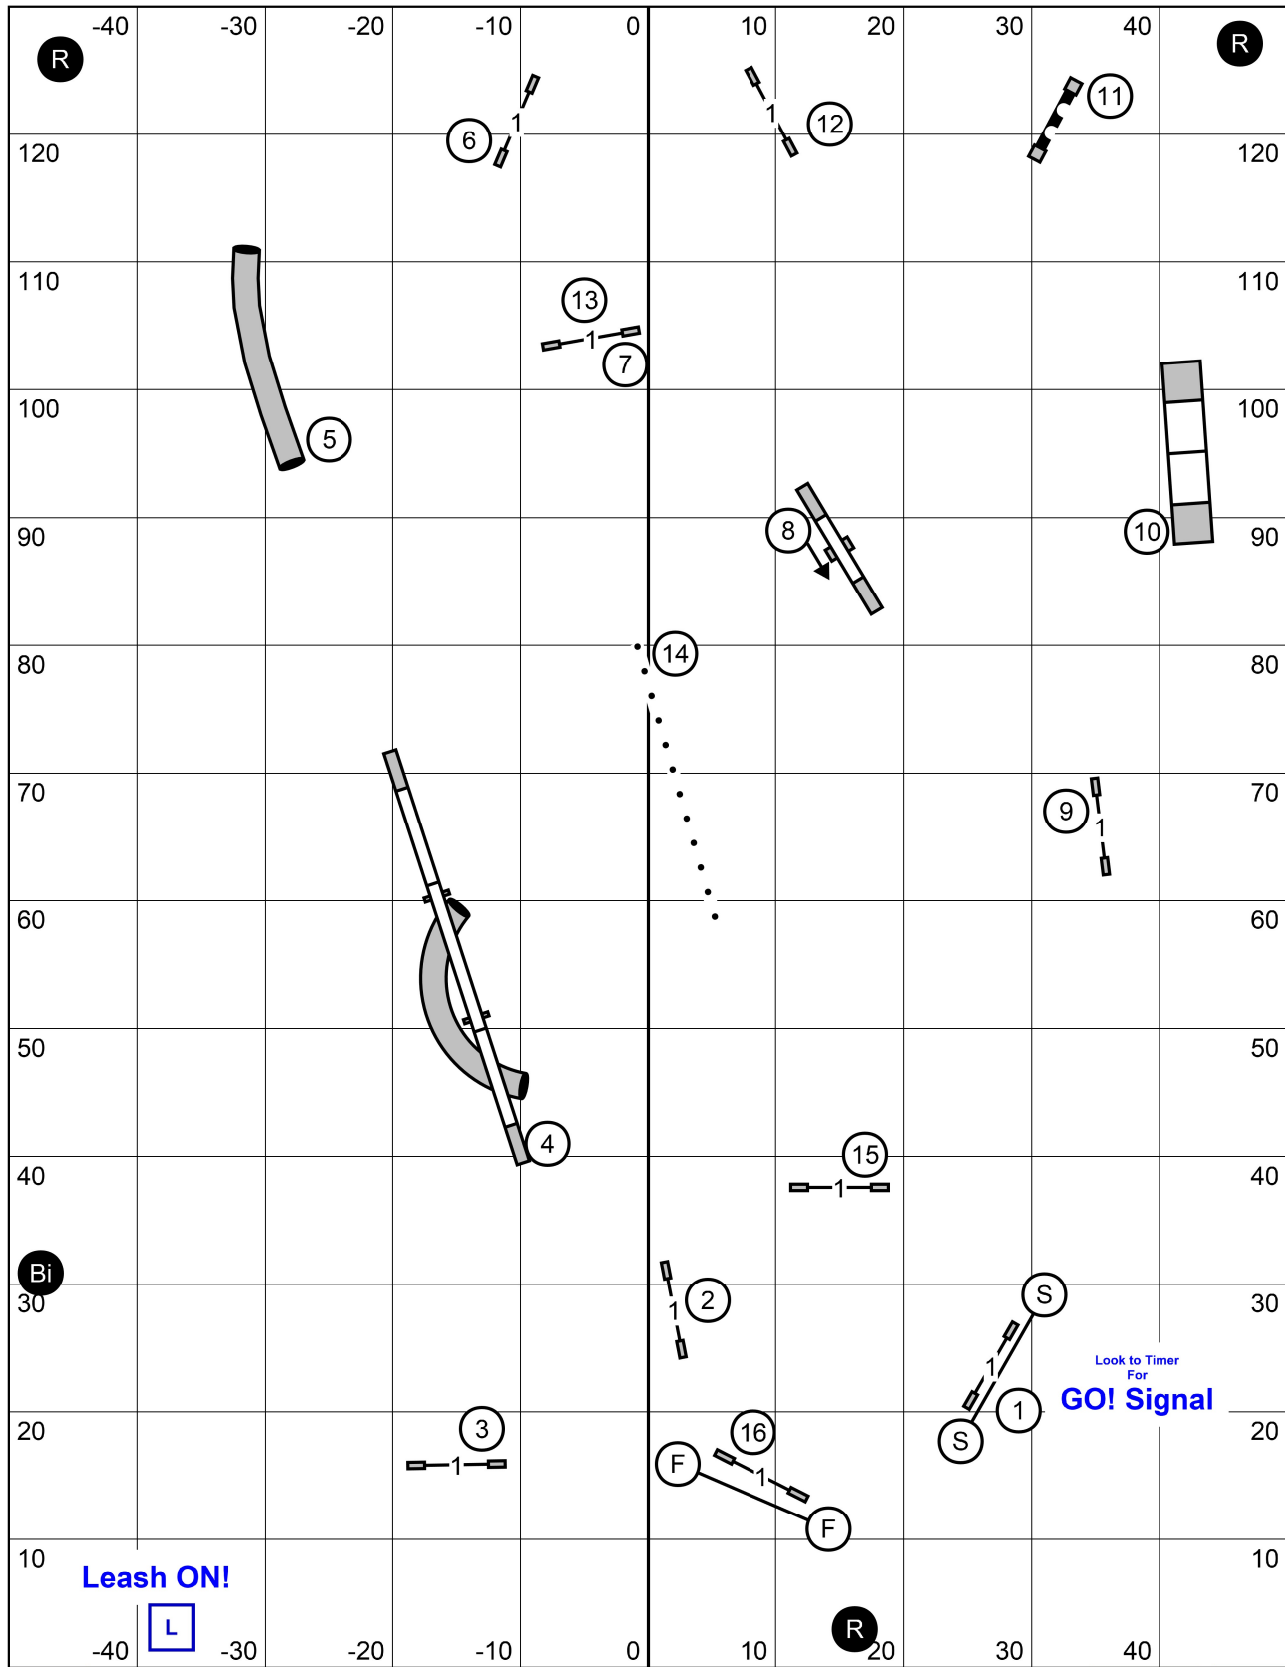 -40 -30 -20 -10 0 10 20 30 40
R R
11
1 1 12
6
120 120
110 110
13
1
7
100 100
5
8 10
90 90
14
80 80
70 9 70
1
60 60
50 50
4
15
40 1 40
Bi
30 2 S 30
1
Look to Timer
For
1 GO! Signal
20 3 16 S 1 20
1 F 1
F
10 10
Leash ON!
L R
-40 -30 -20 -10 0 10 20 30 40